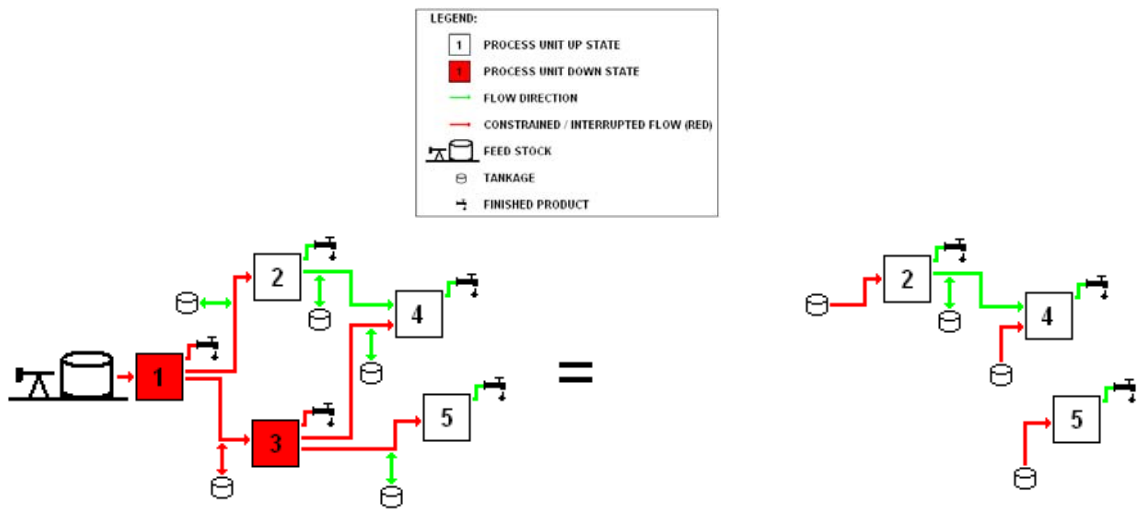 LEGEND:
1 PROCESS UNIT UP STATE
1 PROCESS UNIT DOWN STATE
FLOW DIRECTION
CONSTRAINED / INTERRUPTED FLOW (RED)
FEED STOCK
TANKAGE
FINISHED PRODUCT
2
4
1
3
5
=
2
4
5